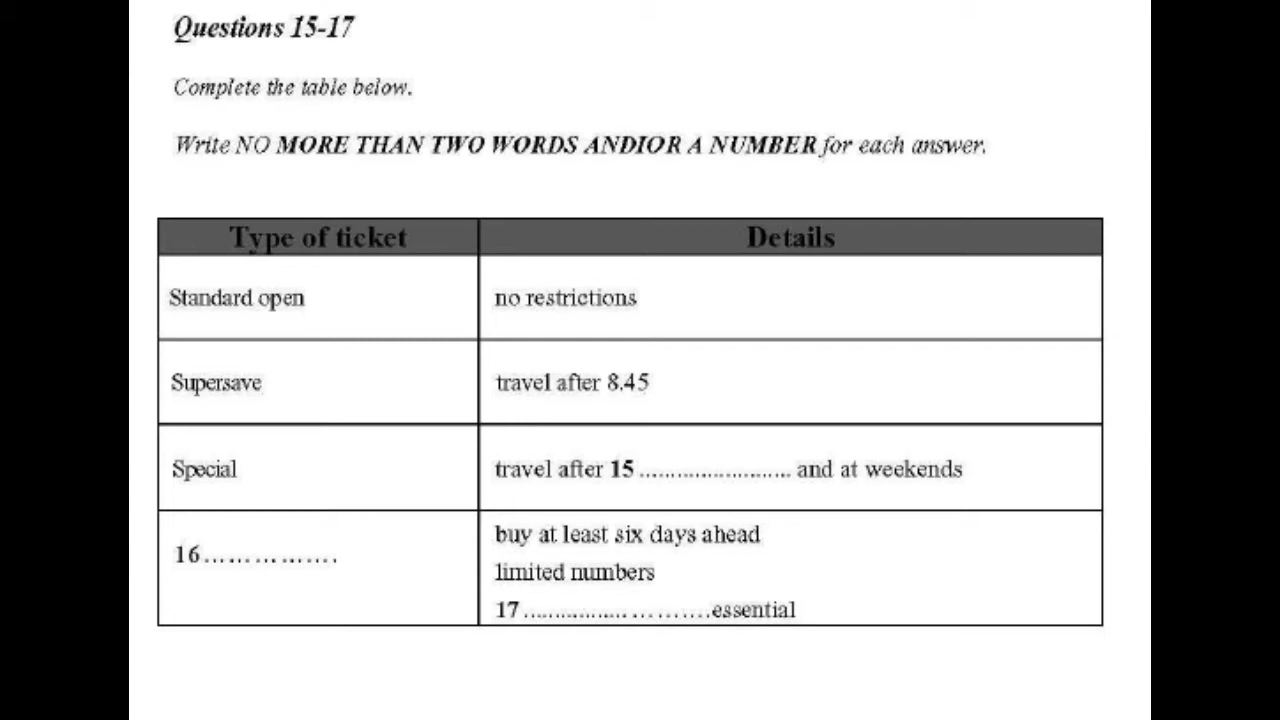 Questions 15-17
Complete the table below.
Write NO MORE THAN TWO WORDS ANDIOR A NUMBER for each answer.
Type of ticket Details
Standard open no restrictions
Supersave travel after 8.45
Special travel after 15 ........................ and at weekends
buy at least six days ahead
16................
limited numbers
17............................essential